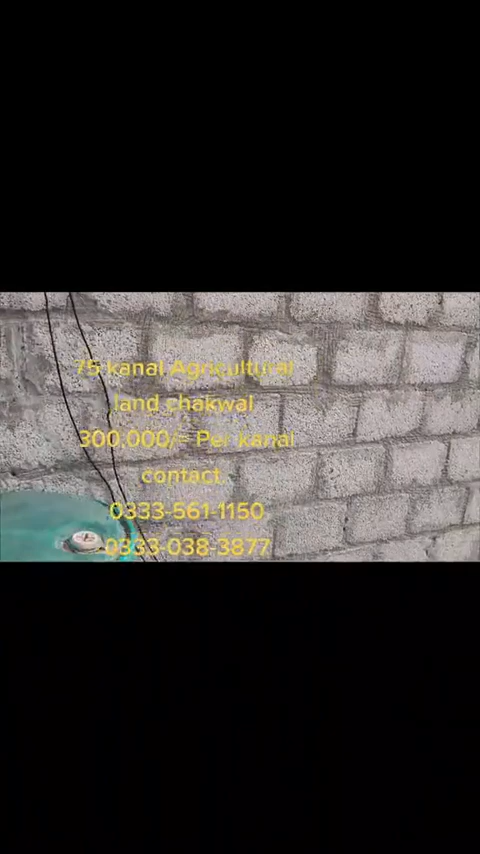 75 kanal Agricultural
land chakwal
300,000/= Per kanal
contact.
0333-561-1150
0333-038-3877